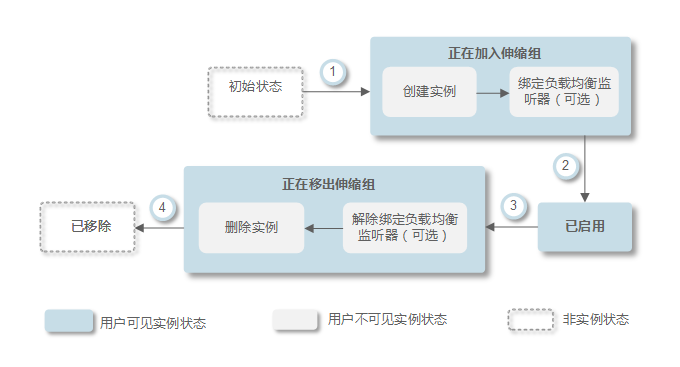 正在加入伸缩组
1
初始状态
创建实例
绑定负载均衡监
听器（可选）
2
正在移出伸缩组
4
3
已移除
删除实例
解除绑定负载均衡
监听器（可选）
已启用
用户可见实例状态
用户不可见实例状态
非实例状态